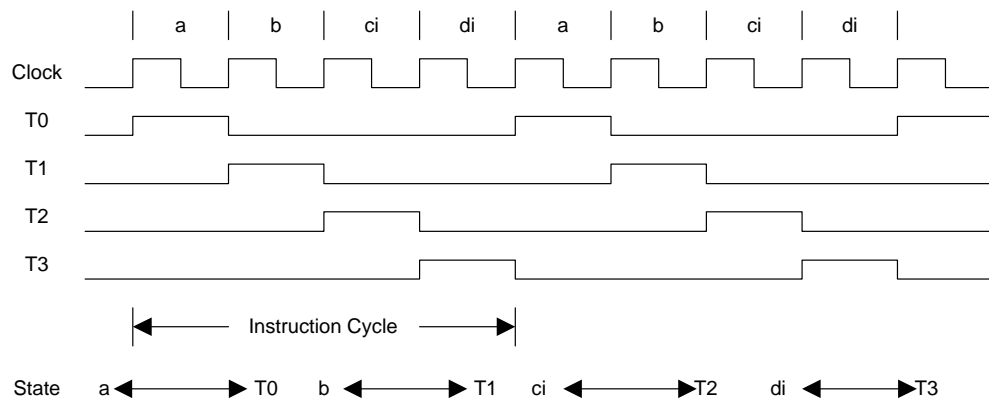 a b ci di a b ci di
Clock
T0
T1
T2
T3
Instruction Cycle
State a T0 b T1 ci T2 di T3